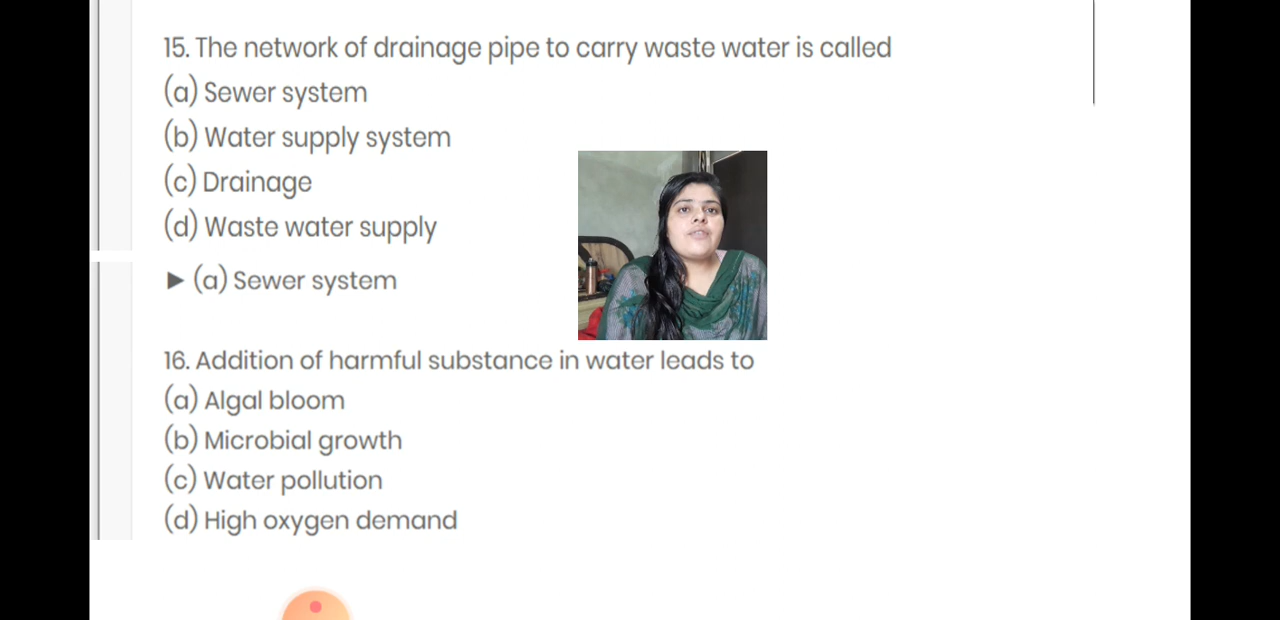 15. The network of drainage pipe to carry waste water is called
(a) Sewer system
(b) Water supply system
(c) Drainage
(d) Waste water supply
► (a) Sewer system
16. Addition of harmful substance in water leads to
(a) Algal bloom
(b) Microbial growth
(c) Water pollution
(d) High oxygen demand